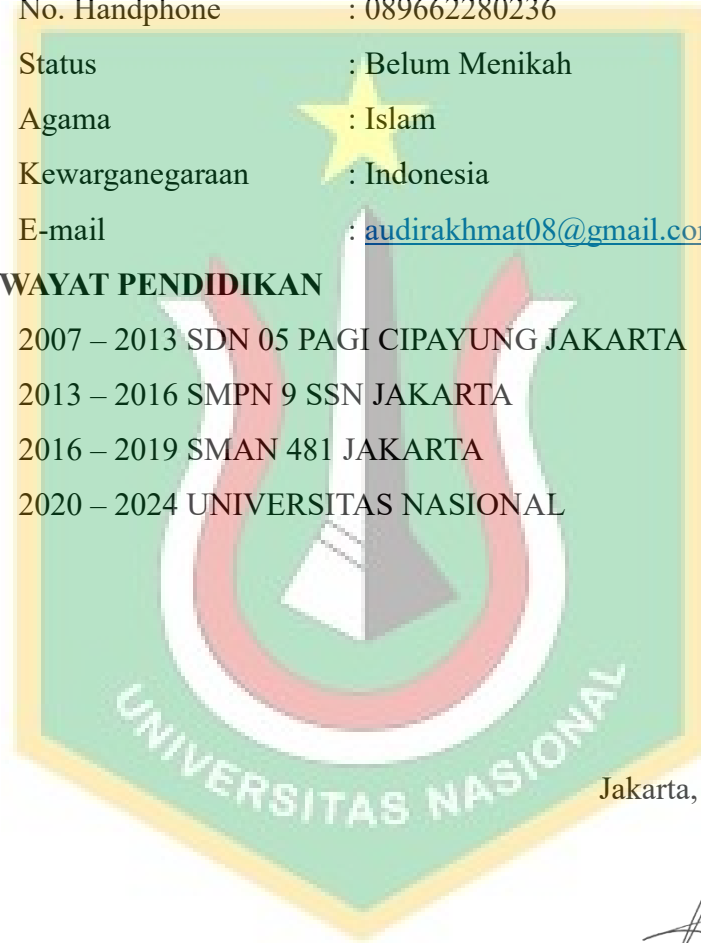 No. Handphone : 089662280236
Status : Belum Menikah
Agama : Islam
Kewarganegaraan : Indonesia
E-mail : audirakhmat08@gmail.com
WAYAT PENDIDIKAN
2007 – 2013 SDN 05 PAGI CIPAYUNG JAKARTA
2013 – 2016 SMPN 9 SSN JAKARTA
2016 – 2019 SMAN 481 JAKARTA
2020 – 2024 UNIVERSITAS NASIONAL
UNIVERSITAS NASIONAL
Jakarta,